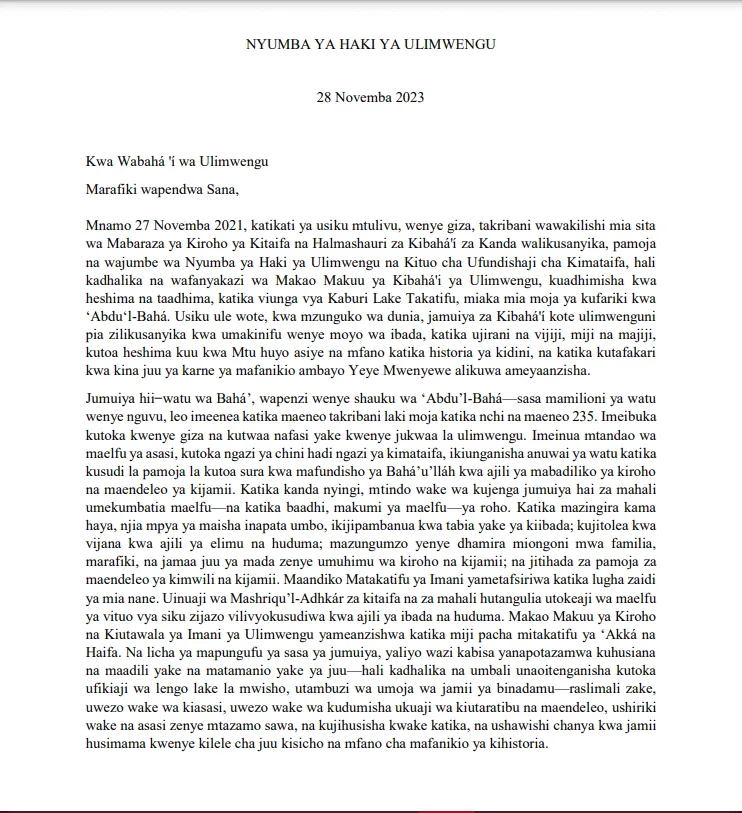 NYUMBA YA HAKI YA ULIMWENGU
28 Novemba 2023
Kwa Wabahá 'í wa Ulimwengu
Marafiki wapendwa Sana,
Mnamo 27 Novemba 2021, katikati ya usiku mtulivu, wenye giza, takribani wawakilishi mia sita
wa Mabaraza ya Kiroho ya Kitaifa na Halmashauri za Kibahá'í za Kanda walikusanyika, pamoja
na wajumbe wa Nyumba ya Haki ya Ulimwengu na Kituo cha Ufundishaji cha Kimataifa, hali
kadhalika na wafanyakazi wa Makao Makuu ya Kibahá'í ya Ulimwengu, kuadhimisha kwa
heshima na taadhima, katika viunga vya Kaburi Lake Takatifu, miaka mia moja ya kufariki kwa
‘Abdu‘l-Bahá. Usiku ule wote, kwa mzunguko wa dunia, jamuiya za Kibahá'í kote ulimwenguni
pia zilikusanyika kwa umakinifu wenye moyo wa ibada, katika ujirani na vijiji, miji na majiji,
kutoa heshima kuu kwa Mtu huyo asiye na mfano katika historia ya kidini, na katika kutafakari
kwa kina juu ya karne ya mafanikio ambayo Yeye Mwenyewe alikuwa ameyaanzisha.
Jumuiya hii−watu wa Bahá’, wapenzi wenye shauku wa ‘Abdu’l-Bahá—sasa mamilioni ya watu
wenye nguvu, leo imeenea katika maeneo takribani laki moja katika nchi na maeneo 235. Imeibuka
kutoka kwenye giza na kutwaa nafasi yake kwenye jukwaa la ulimwengu. Imeinua mtandao wa
maelfu ya asasi, kutoka ngazi ya chini hadi ngazi ya kimataifa, ikiunganisha anuwai ya watu katika
kusudi la pamoja la kutoa sura kwa mafundisho ya Bahá’u’lláh kwa ajili ya mabadiliko ya kiroho
na maendeleo ya kijamii. Katika kanda nyingi, mtindo wake wa kujenga jumuiya hai za mahali
umekumbatia maelfu—na katika baadhi, makumi ya maelfu—ya roho. Katika mazingira kama
haya, njia mpya ya maisha inapata umbo, ikijipambanua kwa tabia yake ya kiibada; kujitolea kwa
vijana kwa ajili ya elimu na huduma; mazungumzo yenye dhamira miongoni mwa familia,
marafiki, na jamaa juu ya mada zenye umuhimu wa kiroho na kijamii; na jitihada za pamoja za
maendeleo ya kimwili na kijamii. Maandiko Matakatifu ya Imani yametafsiriwa katika lugha zaidi
ya mia nane. Uinuaji wa Mashriqu’l-Adhkár za kitaifa na za mahali hutangulia utokeaji wa maelfu
ya vituo vya siku zijazo vilivyokusudiwa kwa ajili ya ibada na huduma. Makao Makuu ya Kiroho
na Kiutawala ya Imani ya Ulimwengu yameanzishwa katika miji pacha mitakatifu ya ‘Akká na
Haifa. Na licha ya mapungufu ya sasa ya jumuiya, yaliyo wazi kabisa yanapotazamwa kuhusiana
na maadili yake na matamanio yake ya juu—hali kadhalika na umbali unaoitenganisha kutoka
ufikiaji wa lengo lake la mwisho, utambuzi wa umoja wa jamii ya binadamu—raslimali zake,
uwezo wake wa kiasasi, uwezo wake wa kudumisha ukuaji wa kiutaratibu na maendeleo, ushiriki
wake na asasi zenye mtazamo sawa, na kujihusisha kwake katika, na ushawishi chanya kwa jamii
husimama kwenye kilele cha juu kisicho na mfano cha mafanikio ya kihistoria.